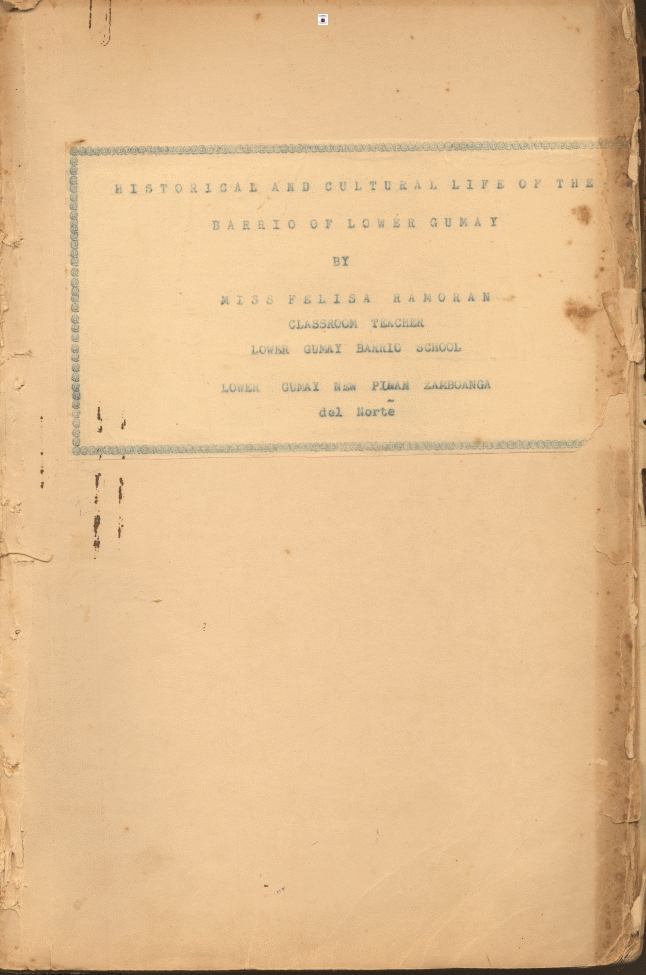 HISTORICAL AND CULTURAL LIFE OF THE
BARRIO OF LOWER GUMAY
BY
MISS FELISA RAMORAN
CLASSROOM TEACHER
LOWER GUMAY BARRIO SCHOOL
LOWER GUMAY NEW PIÑAN ZAMBOANGA
del Norte